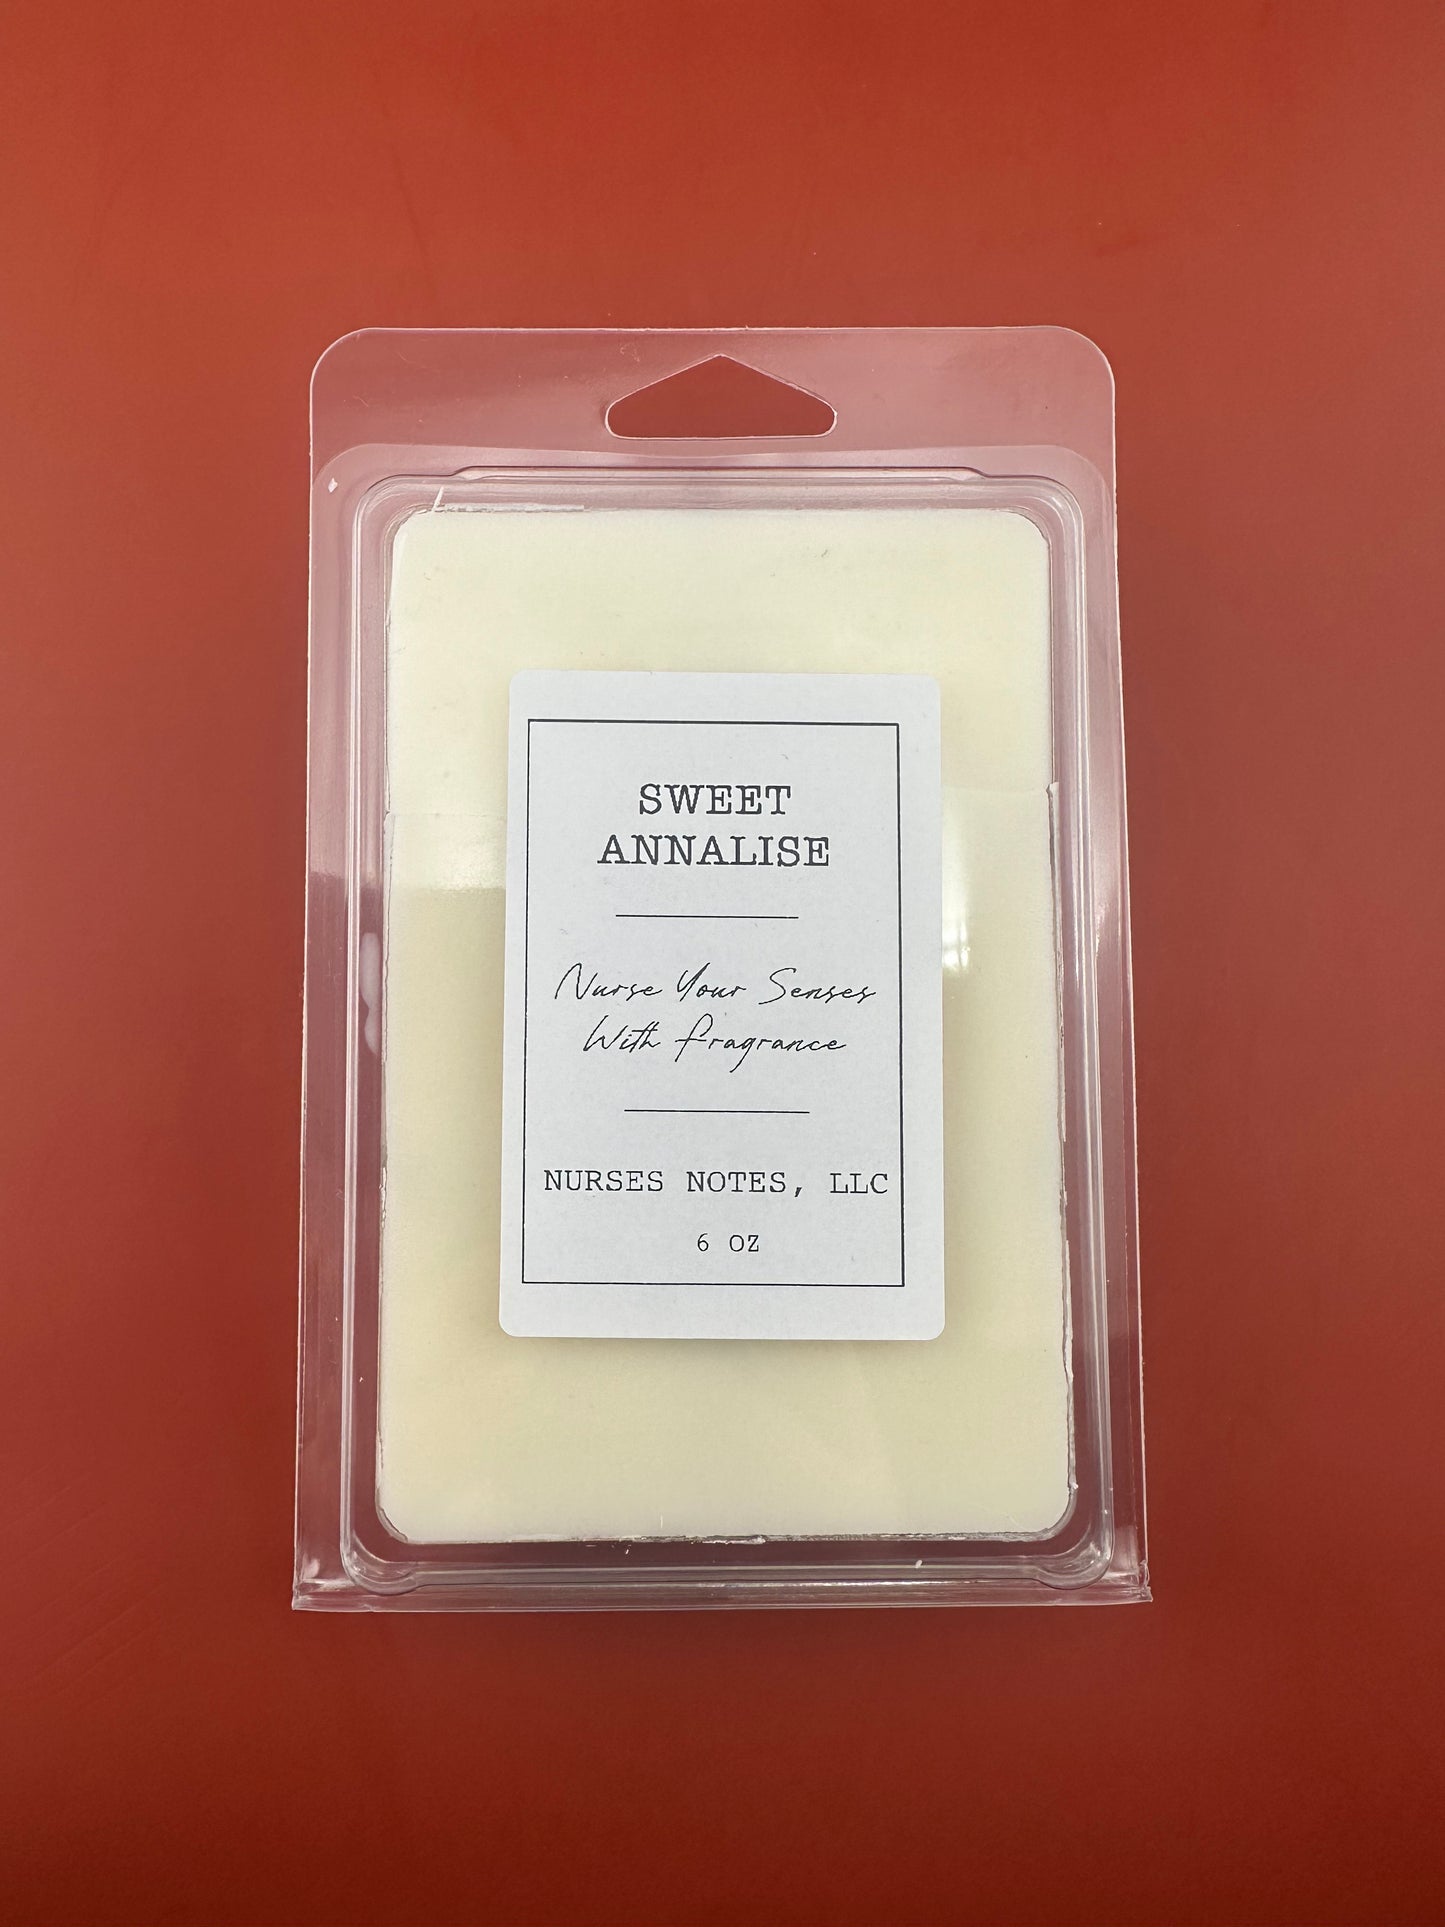 SWEET
ANNALISE
Nurse Your Senses
With Fragrance
NURSES NOTES, LLC
6 OZ